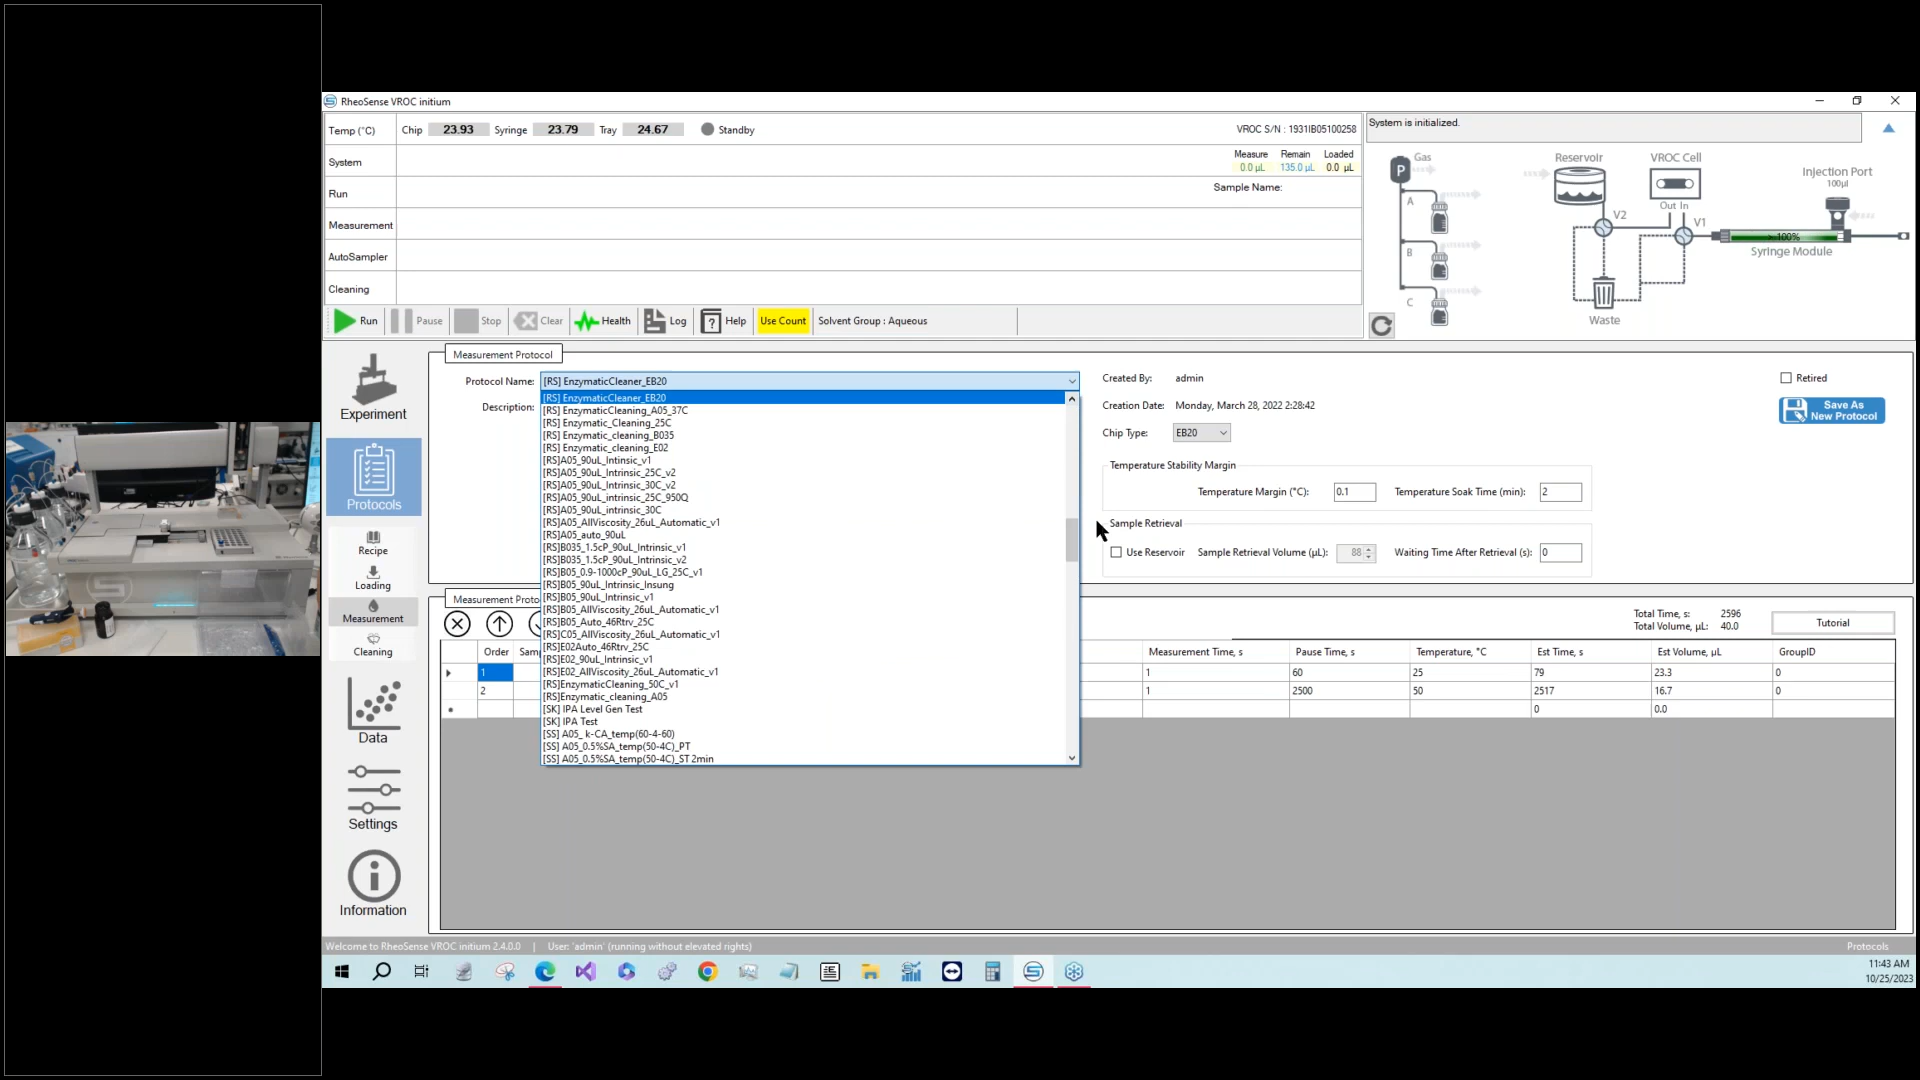 RheoSense VROC initium
Temp (°C) Chip 23.93 Syringe 23.79 Tray 24.67 Standby VROC S/N : 1931IB05100258
System is initialized.
System
Measure Remain Loaded
0.0 µL 135.0 µL 0.0 µL
Run Sample Name:
Measurement
AutoSampler
Cleaning
Gas
P
A
B
C
Reservoir
VROC Cell
Out In
V2
V1
Injection Port
100µl
>100%
Syringe Module
Waste
Run Pause Stop Clear Health Log Help Use Count Solvent Group : Aqueous
Experiment
Protocols
Recipe
Loading
Measurement
Cleaning
Data
Settings
Information
Measurement Protocol
Protocol Name: [RS] EnzymaticCleaner_EB20
Description:
[RS] EnzymaticCleaner_EB20
[RS] EnzymaticCleaning_A05_37C
[RS] Enzymatic_Cleaning_25C
[RS] Enzymatic_cleaning_B035
[RS] Enzymatic_cleaning_E02
[RS]A05_90uL_Intrinsic_v1
[RS]A05_90uL_Intrinsic_25C_v2
[RS]A05_90uL_Intrinsic_30C_v2
[RS]A05_90uL_intrinsic_25C_950Q
[RS]A05_90uL_intrinsic_30C
[RS]A05_AllViscosity_26uL_Automatic_v1
[RS]A05_auto_90uL
[RS]B035_1.5cP_90uL_Intrinsic_v1
[RS]B035_1.5cP_90uL_Intrinsic_v2
[RS]B05_0.9-1000cP_90uL_LG_25C_v1
[RS]B05_90uL_Intrinsic_Insung
[RS]B05_90uL_Intrinsic_v1
[RS]B05_AllViscosity_26uL_Automatic_v1
[RS]B05_Auto_46Rtrv_25C
[RS]C05_AllViscosity_26uL_Automatic_v1
[RS]E02Auto_46Rtrv_25C
[RS]E02_90uL_Intrinsic_v1
[RS]E02_AllViscosity_26uL_Automatic_v1
[RS]EnzymaticCleaning_50C_v1
[RS]Enzymatic_cleaning_A05
[SK] IPA Level Gen Test
[SK] IPA Test
[SS] A05_ k-CA_temp(60-4-60)
[SS] A05_0.5%SA_temp(50-4C)_PT
[SS] A05_0.5%SA_temp(50-4C)_ST2min
Created By: admin
Creation Date: Monday, March 28, 2022 2:28:42
Chip Type: EB20
Retired
Save As
New Protocol
Temperature Stability Margin
Temperature Margin (°C): 0.1 Temperature Soak Time (min): 2
Sample Retrieval
Use Reservoir Sample Retrieval Volume (µL): 88 Waiting Time After Retrieval (s): 0
Measurement Proto
Total Time, s: 2596
Total Volume, µL: 40.0
Tutorial
Order Sam Measurement Time, s Pause Time, s Temperature, °C Est Time, s Est Volume, µL GroupID
1 1 60 25 79 23.3 0
2 1 2500 50 2517 16.7 0
0 0.0
Welcome to RheoSense VROC initium 2.4.0.0 | User: 'admin' (running without elevated rights) Protocols
11:43 AM
10/25/2023